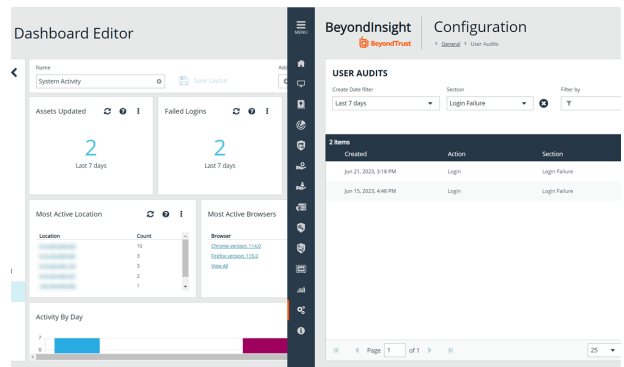 Dashboard Editor
Name
Add
System Activity
Save Layout
Assets Updated
Failed Logins
2
Last 7 days
2
Last 7 days
Most Active Location
Most Active Browsers
Location
Count
10
3
3
2
1
Browser
Chrome version: 114.0
Firefox version: 115.0
View All
Activity By Day
7
6
MENU
BeyondInsight
BeyondTrust
Configuration
General
User Audits
USER AUDITS
Create Date filter
Section
Filter by
Last 7 days
Login Failure
2 items
Created
Action
Section
Jun 21, 2023, 3:18 PM
Login
Login Failure
Jun 15, 2023, 4:48 PM
Login
Login Failure
Page 1 of 1
25